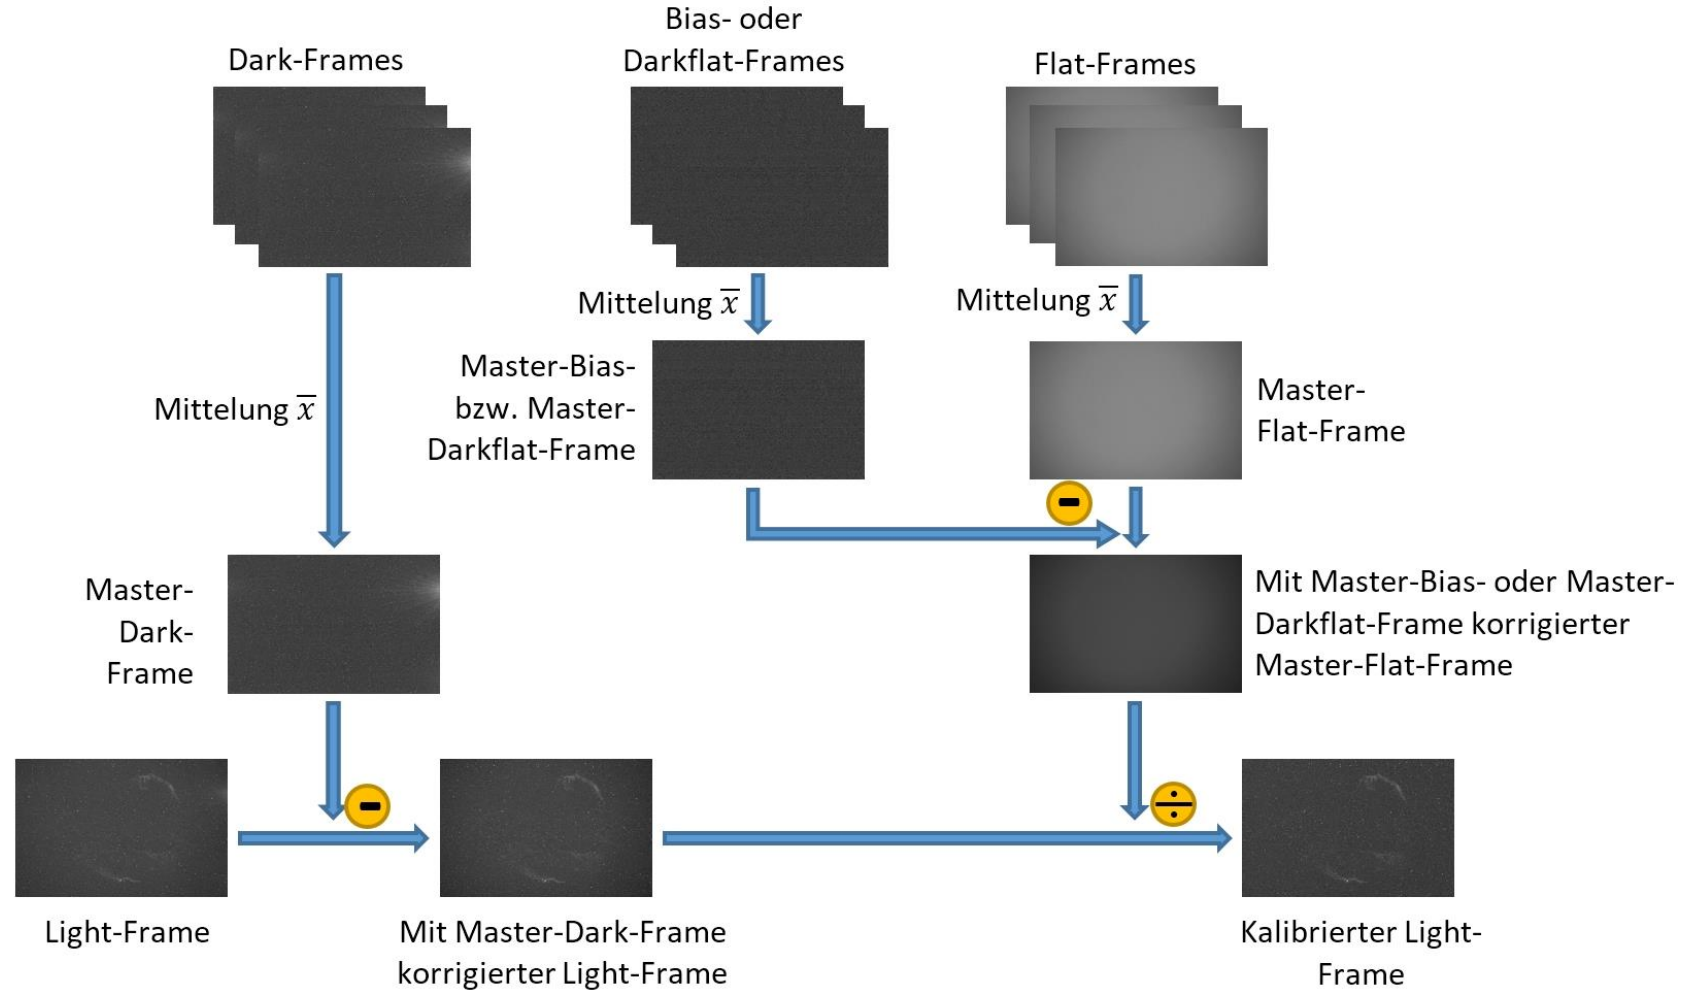 Dark-Frames
Bias- oder
Darkflat-Frames
Flat-Frames
Mittelung x̅
Mittelung x̅
Mittelung x̅
Master-Bias-
bzw. Master-
Darkflat-Frame
Master-
Flat-Frame
-
Master-
Dark-
Frame
Mit Master-Bias- oder Master-
Darkflat-Frame korrigierter
Master-Flat-Frame
-
÷
Light-Frame
Mit Master-Dark-Frame
korrigierter Light-Frame
Kalibrierter Light-
Frame